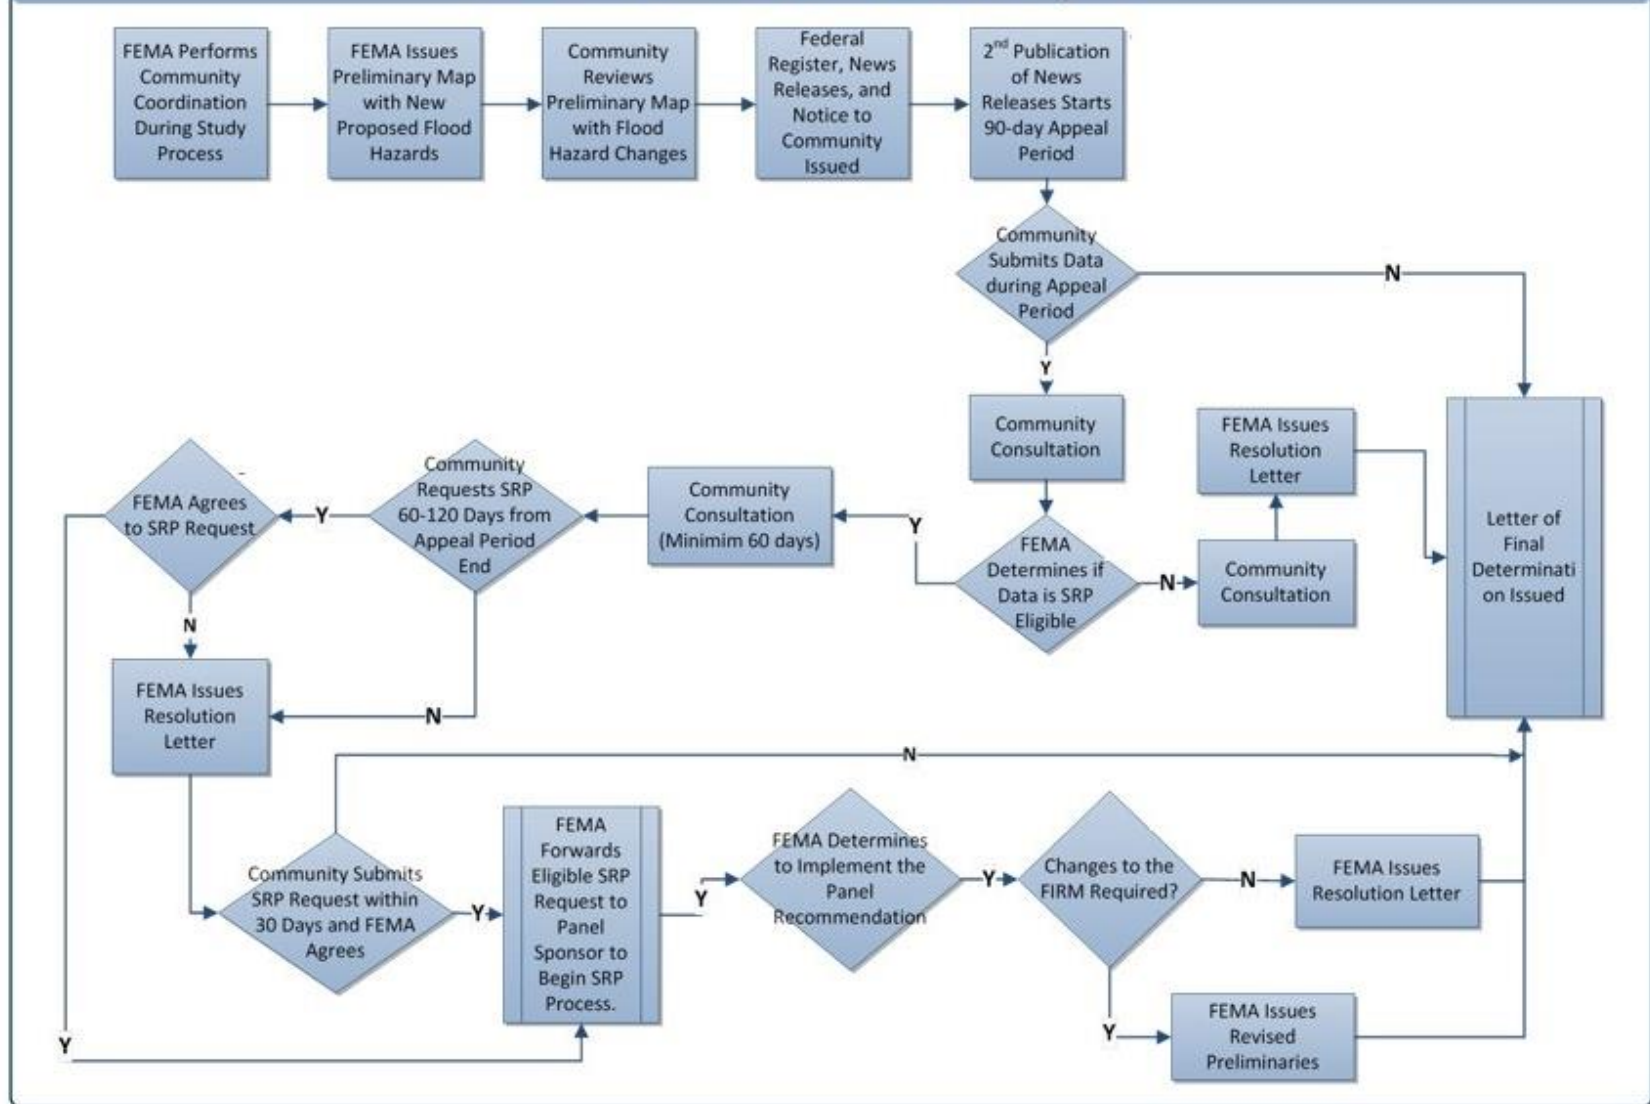 FEMA Performs
Community
Coordination
During Study
Process
FEMA Issues
Preliminary Map
with New
Proposed Flood
Hazards
Community
Reviews
Preliminary Map
with Flood
Hazard Changes
Federal
Register, News
Releases, and
Notice to
Community
Issued
2nd Publication
of News
Releases Starts
90-day Appeal
Period
Community
Submits Data
during Appeal
Period
N
Y
Community
Consultation
FEMA Issues
Resolution
Letter
Letter of
Final
Determinati
on Issued
FEMA Agrees
to SRP Request
Y
Community
Requests SRP
60-120 Days from
Appeal Period
End
Community
Consultation
(Minimim 60 days)
Y
FEMA
Determines if
Data is SRP
Eligible
N
Community
Consultation
N
FEMA Issues
Resolution
Letter
N
N
Community Submits
SRP Request within
30 Days and FEMA
Agrees
Y
FEMA
Forwards
Eligible SRP
Request to
Panel
Sponsor to
Begin SRP
Process.
Y
FEMA Determines
to Implement the
Panel
Recommendation
Y
Changes to the
FIRM Required?
N
FEMA Issues
Resolution Letter
Y
FEMA Issues
Revised
Preliminaries
Y